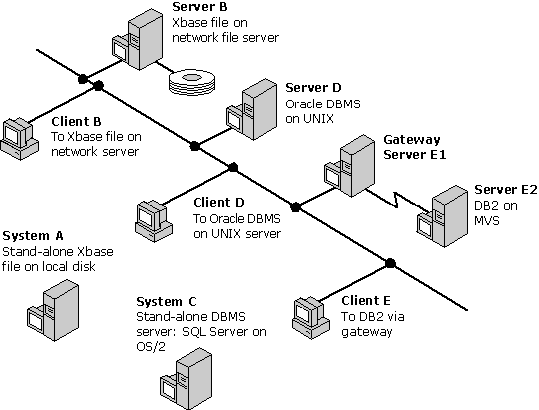 Server B
Xbase file on
network file server
Server D
Oracle DBMS
on UNIX
Client B
To Xbase file on
network server
Gateway
Server E1
Server E2
DB2 on
MVS
Client D
To Oracle DBMS
on UNIX server
System A
Stand-alone Xbase
file on local disk
System C
Stand-alone DBMS
server: SQL Server on
OS/2
Client E
To DB2 via
gateway